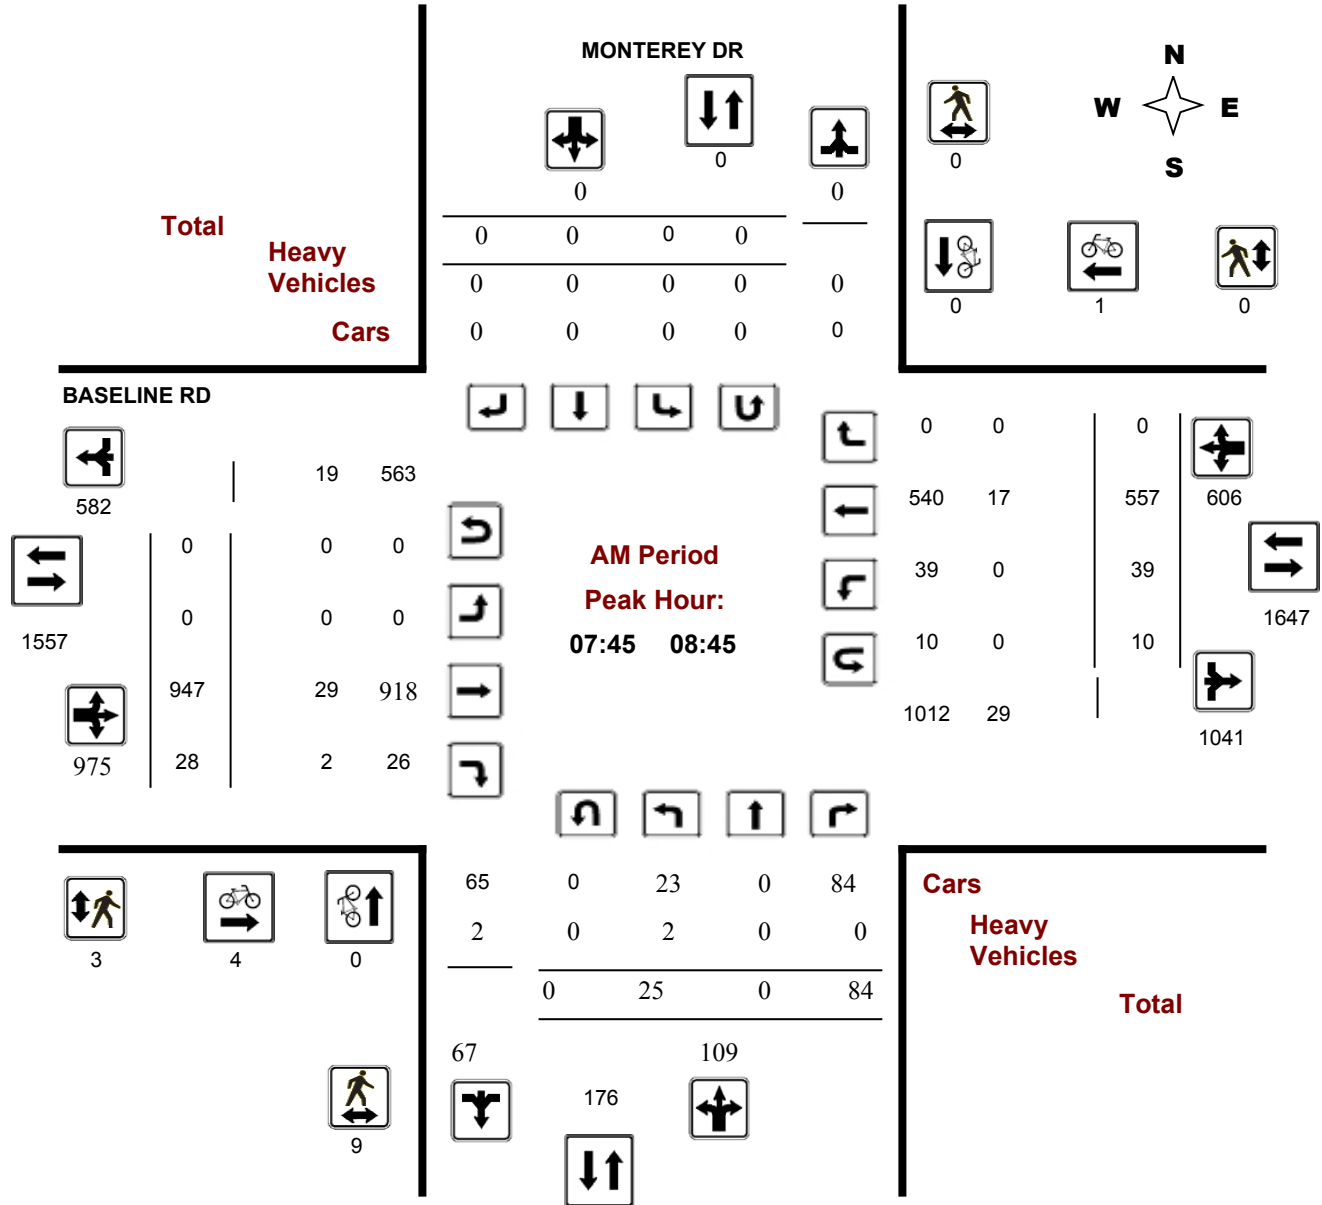 MONTEREY DR
N
W E
S
0 0
0 0
Total
0 0 0 0
Heavy
Vehicles
0 0 0 0 0
0 1 0
Cars
0 0 0 0 0
BASELINE RD
0 0 0
19 563
582
540 17 557 606
0 0 0
AM Period
39 0 39
Peak Hour:
0 0 0
1647
1557
07:45 08:45
10 0 10
947 29 918
1012 29
1041
975 28 2 26
65 0 23 0 84
Cars
2 0 2 0 0
Heavy
Vehicles
3 4 0
0 25 0 84
Total
67 109
176
9